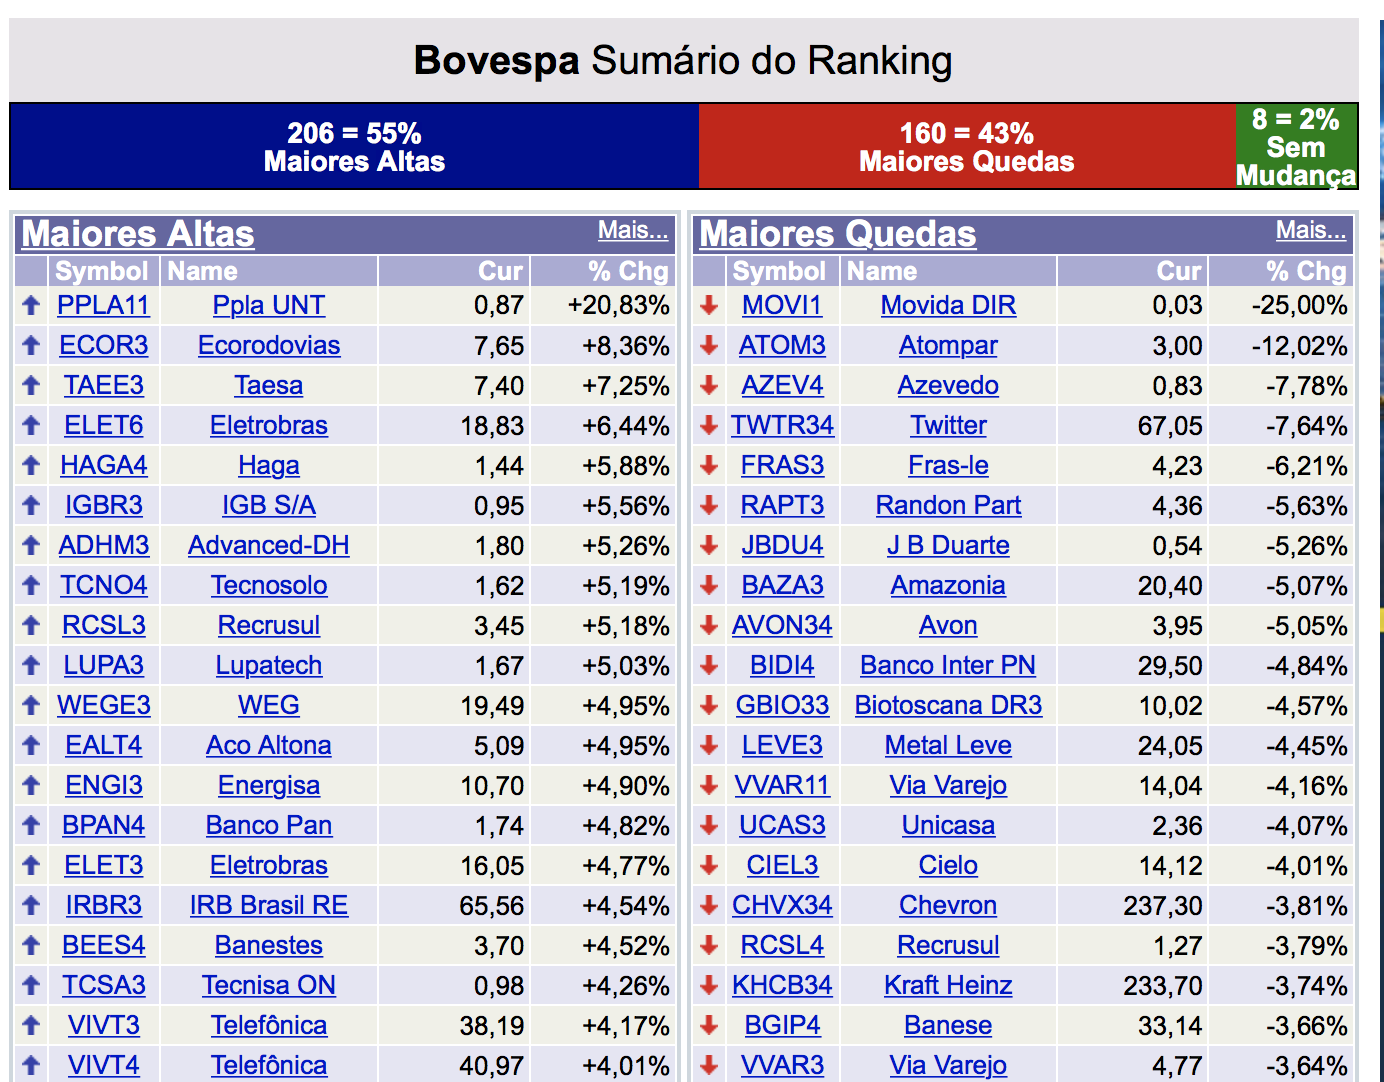 Bovespa Sumário do Ranking
206 = 55%
Maiores Altas
160 = 43%
Maiores Quedas
8 = 2%
Sem
Mudança
Maiores Altas Mais...
Symbol Name Cur % Chg
PPLA11 Ppla UNT 0,87 +20,83%
ECOR3 Ecorodovias 7,65 +8,36%
TAEE3 Taesa 7,40 +7,25%
ELET6 Eletrobras 18,83 +6,44%
HAGA4 Haga 1,44 +5,88%
IGBR3 IGB S/A 0,95 +5,56%
ADHM3 Advanced-DH 1,80 +5,26%
TCNO4 Tecnosolo 1,62 +5,19%
RCSL3 Recrusul 3,45 +5,18%
LUPA3 Lupatech 1,67 +5,03%
WEGE3 WEG 19,49 +4,95%
EALT4 Aco Altona 5,09 +4,95%
ENGI3 Energisa 10,70 +4,90%
BPAN4 Banco Pan 1,74 +4,82%
ELET3 Eletrobras 16,05 +4,77%
IRBR3 IRB Brasil RE 65,56 +4,54%
BEES4 Banestes 3,70 +4,52%
TCSA3 Tecnisa ON 0,98 +4,26%
VIVT3 Telefônica 38,19 +4,17%
VIVT4 Telefônica 40,97 +4,01%
Maiores Quedas Mais...
Symbol Name Cur % Chg
MOVI1 Movida DIR 0,03 -25,00%
ATOM3 Atompar 3,00 -12,02%
AZEV4 Azevedo 0,83 -7,78%
TWTR34 Twitter 67,05 -7,64%
FRAS3 Fras-le 4,23 -6,21%
RAPT3 Randon Part 4,36 -5,63%
JBDU4 J B Duarte 0,54 -5,26%
BAZA3 Amazonia 20,40 -5,07%
AVON34 Avon 3,95 -5,05%
BIDI4 Banco Inter PN 29,50 -4,84%
GBIO33 Biotoscana DR3 10,02 -4,57%
LEVE3 Metal Leve 24,05 -4,45%
VVAR11 Via Varejo 14,04 -4,16%
UCAS3 Unicasa 2,36 -4,07%
CIEL3 Cielo 14,12 -4,01%
CHVX34 Chevron 237,30 -3,81%
RCSL4 Recrusul 1,27 -3,79%
KHCB34 Kraft Heinz 233,70 -3,74%
BGIP4 Banese 33,14 -3,66%
VVAR3 Via Varejo 4,77 -3,64%